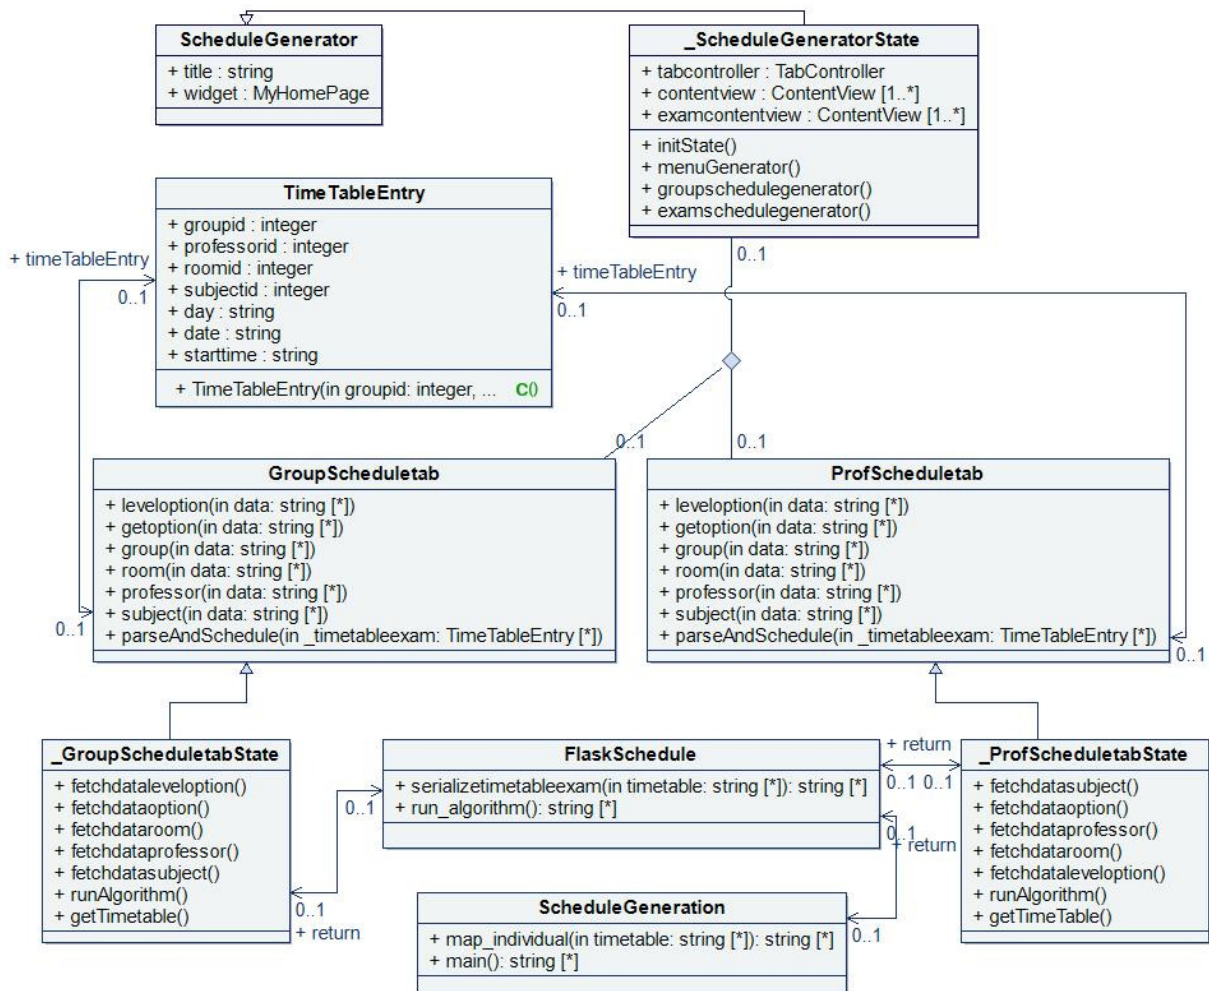 ScheduleGenerator
+ title : string
+ widget : MyHomePage
_ScheduleGeneratorState
+ tabcontroller : TabController
+ contentview : ContentView [1..*]
+ examcontentview : ContentView [1..*]
+ initState()
+ menuGenerator()
+ groupschedulegenerator()
+ examschedulegenerator()
0..1
TimeTableEntry
+ groupid : integer
+ professorid : integer
+ roomid : integer
+ subjectid : integer
+ day : string
+ date : string
+ starttime : string
+ TimeTableEntry(in groupid: integer, ... C()
+ timeTableEntry
0..1
+ timeTableEntry
0..1
0..1
0..1
GroupScheduletab
+ leveloption(in data: string [*])
+ getoption(in data: string [*])
+ group(in data: string [*])
+ room(in data: string [*])
+ professor(in data: string [*])
+ subject(in data: string [*])
+ parseAndSchedule(in _timetableexam: TimeTableEntry [*])
0..1
ProfScheduletab
+ leveloption(in data: string [*])
+ getoption(in data: string [*])
+ group(in data: string [*])
+ room(in data: string [*])
+ professor(in data: string [*])
+ subject(in data: string [*])
+ parseAndSchedule(in _timetableexam: TimeTableEntry [*])
0..1
_GroupScheduletabState
+ fetchdataleveloption()
+ fetchdataoption()
+ fetchdataroom()
+ fetchdataprofessor()
+ fetchdatasubject()
+ runAlgorithm()
+ getTimetable()
0..1
+ return
0..1
FlaskSchedule
+ serializetimetableexam(in timetable: string [*]): string [*]
+ run_algorithm(): string [*]
+ return
0..1 0..1
0..1
+ return
_ProfScheduletabState
+ fetchdatasubject()
+ fetchdataoption()
+ fetchdataprofessor()
+ fetchdataroom()
+ fetchdataleveloption()
+ runAlgorithm()
+ getTimeTable()
ScheduleGeneration
+ map_individual(in timetable: string [*]): string [*]
+ main(): string [*]
0..1